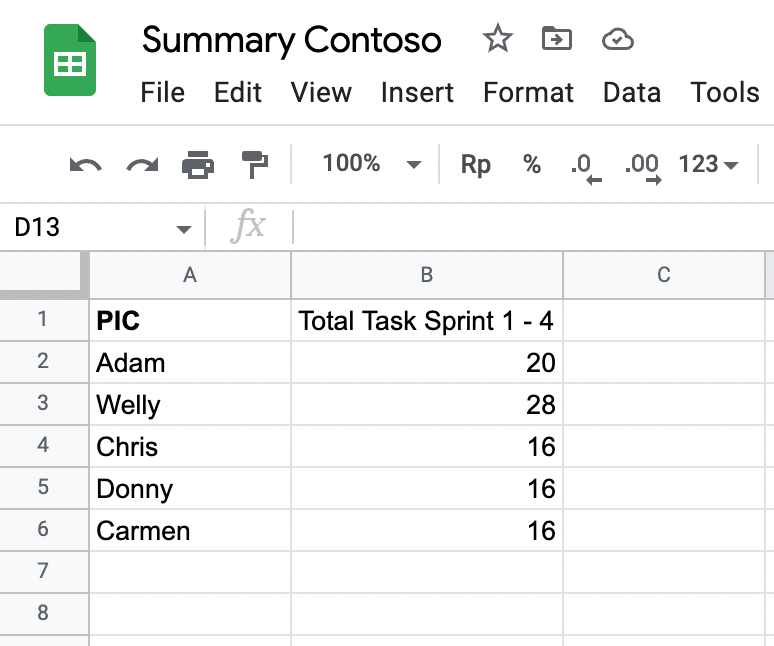 Summary Contoso
File Edit View Insert Format Data Tools
100% Rp % .0 .00 123
D13 fx
A B C
1 PIC Total Task Sprint 1 - 4
2 Adam 20
3 Welly 28
4 Chris 16
5 Donny 16
6 Carmen 16
7
8